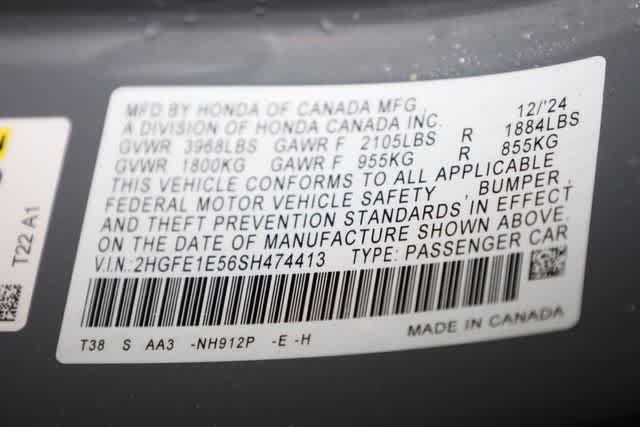 MFD BY HONDA OF CANADA MFG. 12/'24
A DIVISION OF HONDA CANADA INC.
GVWR 3968LBS GAWR F 2105LBS R 1884LBS
GVWR 1800KG GAWR F 955KG R 855KG
THIS VEHICLE CONFORMS TO ALL APPLICABLE
FEDERAL MOTOR VEHICLE SAFETY , BUMPER ,
AND THEFT PREVENTION STANDARDS IN EFFECT
ON THE DATE OF MANUFACTURE SHOWN ABOVE.
V.I.N: 2HGFE1E56SH474413 TYPE: PASSENGER CAR
T38 S AA3 -NH912P -E -H
MADE IN CANADA
T22 A1